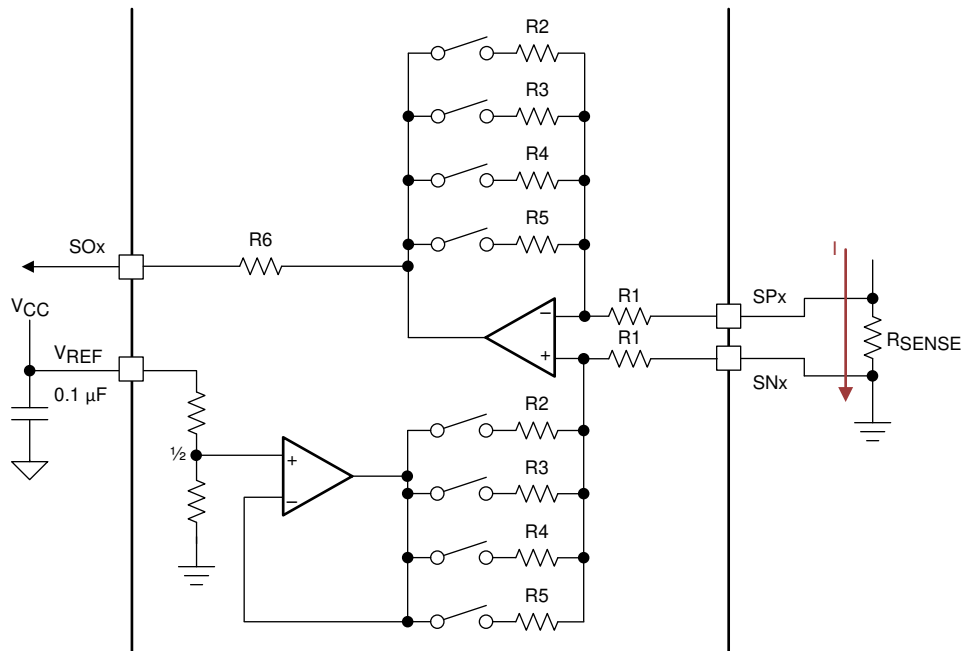 R2
R3
R4
R5
SOx
R6
I
VCC
R1
SPx
R1
RSENSE
VREF
SNx
0.1 µF
R2
½
+
−
−
+
R3
R4
R5